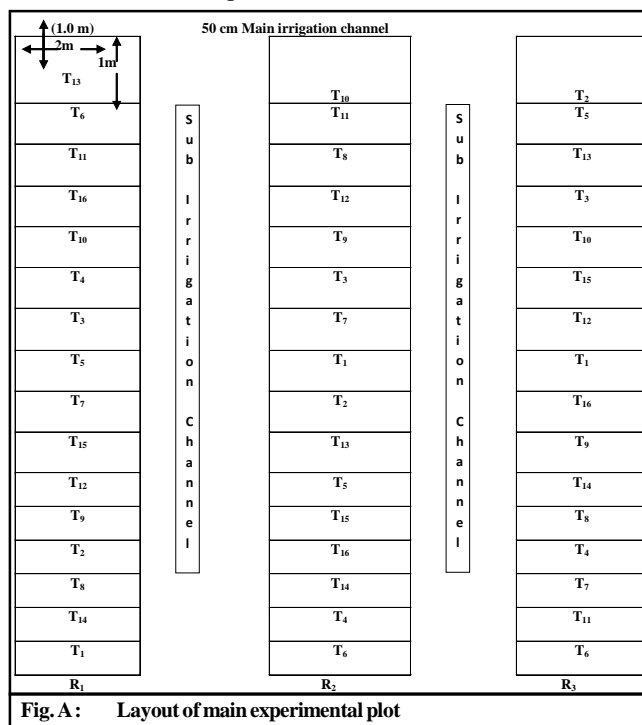 (1.0 m) 50 cm Main irrigation channel
2m
1m
T13
T10
T2
T6 T11 T5
T11 T8 T13
T16 T12 T3
T10 T9 T10
T4 T3 T15
T3 T7 T12
T5 T1 T1
T7 T2 T16
T15 T13 T9
T12 T5 T14
T9 T15 T8
T2 T16 T4
T8 T14 T7
T14 T4 T11
T1 T6 T6
Sub Irrigation Channel
Sub Irrigation Channel
R1 R2 R3
Fig. A : Layout of main experimental plot